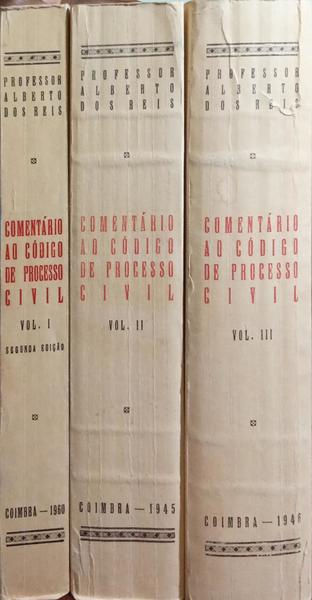 PROFESSOR
ALBERTO
DOS REIS
COMENTÁRIO
AO CÓDIGO
DE PROCESSO
CIVIL
VOL. I
SEGUNDA EDIÇÃO
COIMBRA — 1960
PROFESSOR
ALBERTO
DOS REIS
COMENTÁRIO
AO CÓDIGO
DE PROCESSO
CIVIL
VOL. II
COIMBRA — 1945
PROFESSOR
ALBERTO
DOS REIS
COMENTÁRIO
AO CÓDIGO
DE PROCESSO
CIVIL
VOL. III
COIMBRA — 1946